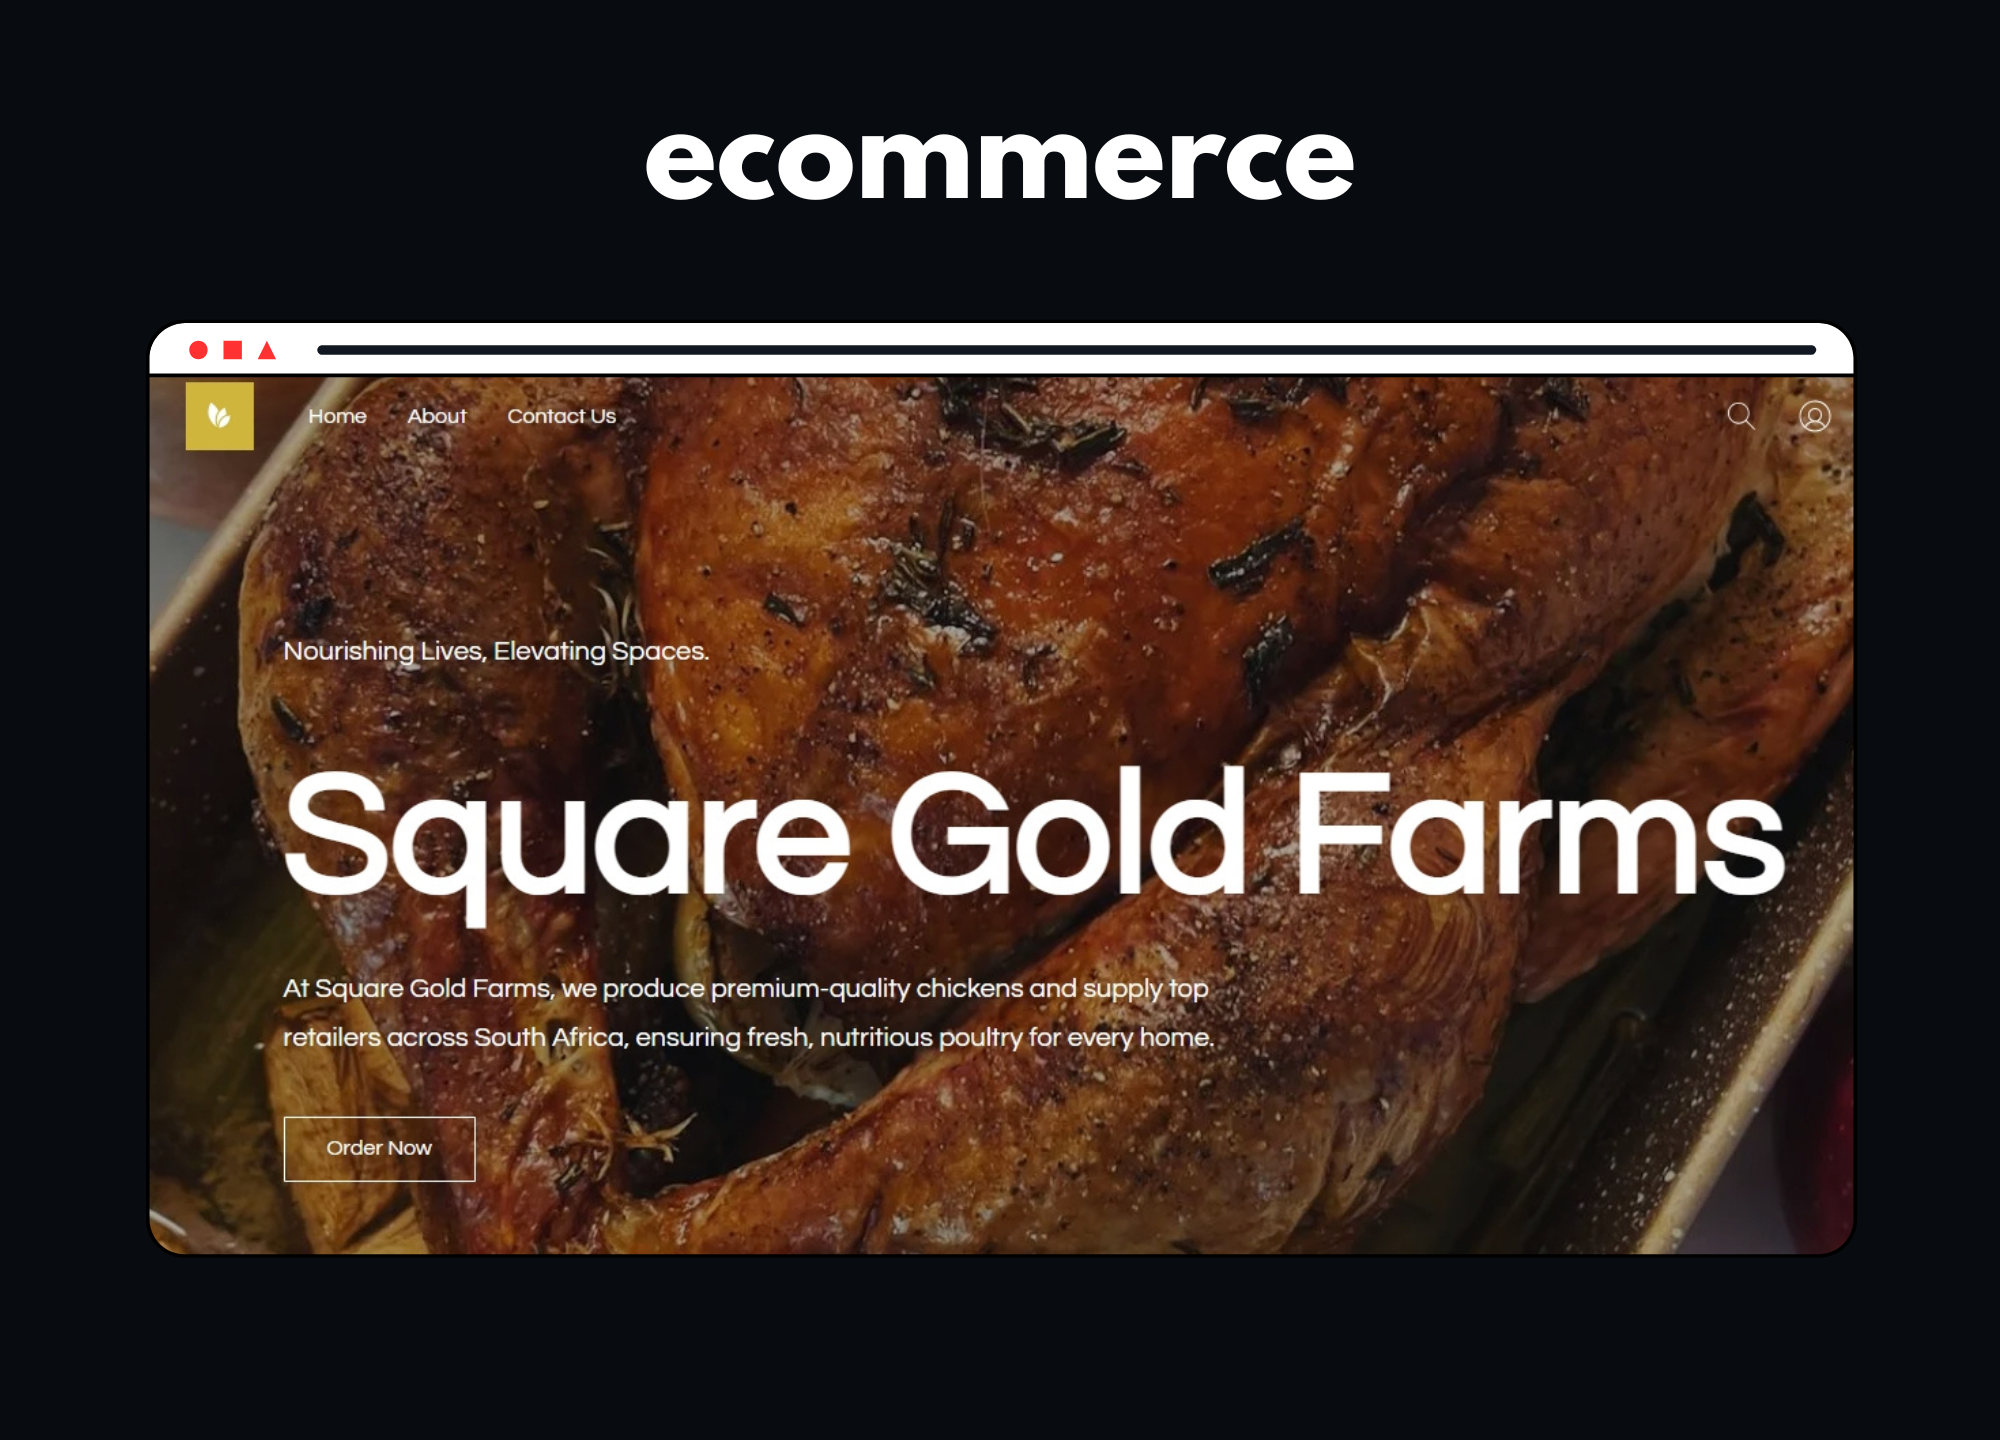 ecommerce
Home About Contact Us
Nourishing Lives, Elevating Spaces.
Square Gold Farms
At Square Gold Farms, we produce premium-quality chickens and supply top
retailers across South Africa, ensuring fresh, nutritious poultry for every home.
Order Now